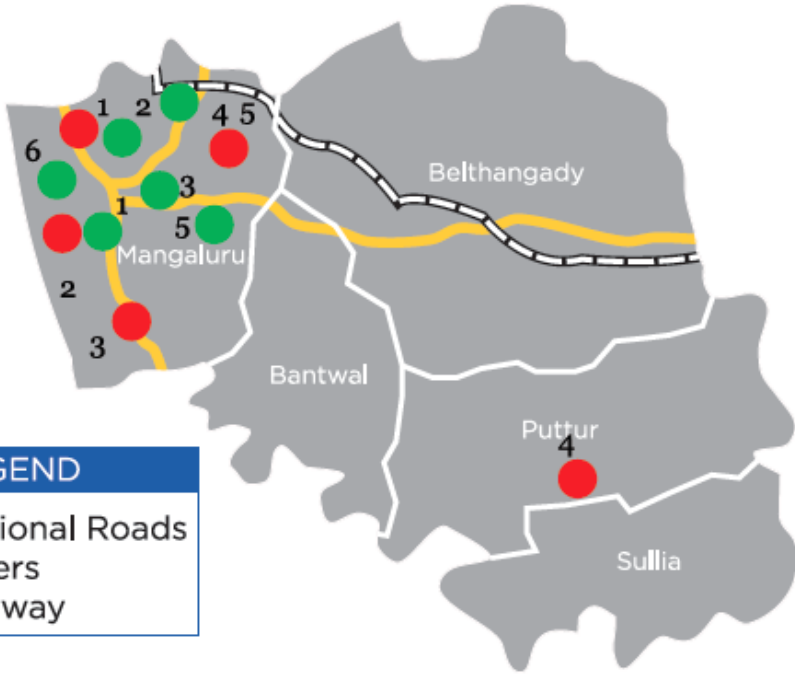 1 2
4 5
6
Belthangady
3
1
5
Mangaluru
2
3
Bantwal
Puttur
4
GEND
ional Roads
ers
way
Sullia